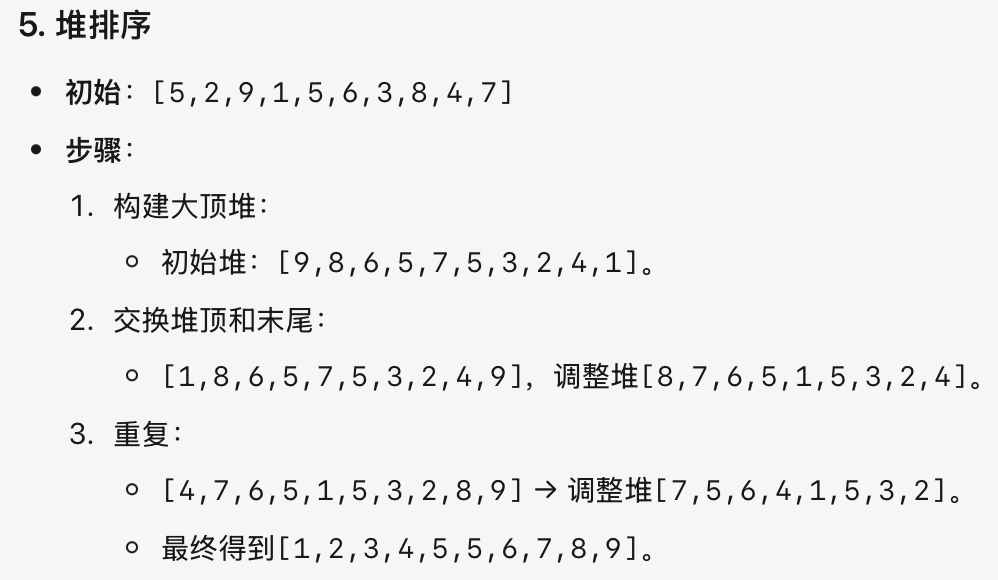 5. 堆排序
• 初始：[5,2,9,1,5,6,3,8,4,7]
• 步骤：
1. 构建大顶堆：
○ 初始堆：[9,8,6,5,7,5,3,2,4,1]。
2. 交换堆顶和末尾：
○ [1,8,6,5,7,5,3,2,4,9]，调整堆[8,7,6,5,1,5,3,2,4]。
3. 重复：
○ [4,7,6,5,1,5,3,2,8,9] → 调整堆[7,5,6,4,1,5,3,2]。
○ 最终得到[1,2,3,4,5,5,6,7,8,9]。